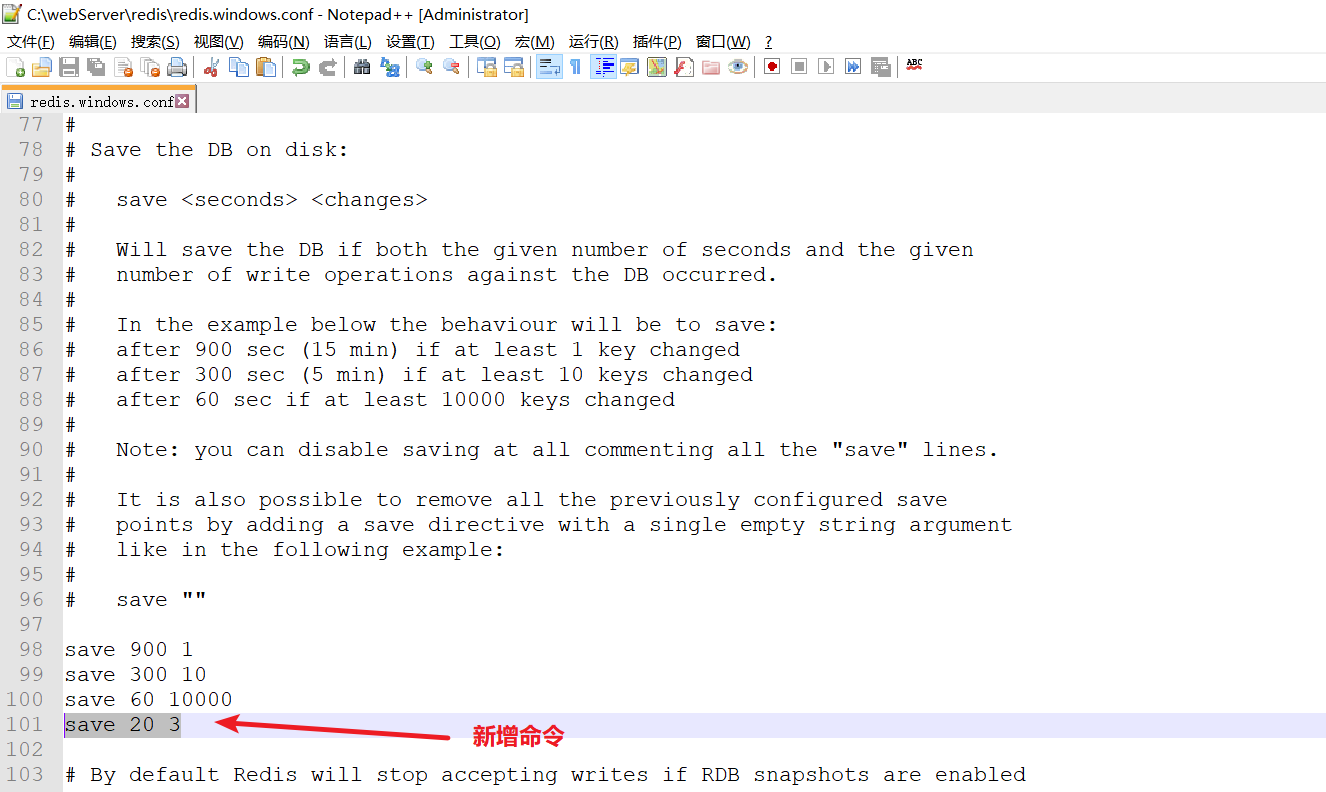 C:\webServer\redis\redis.windows.conf - Notepad++ [Administrator]
文件(F) 编辑(E) 搜索(S) 视图(V) 编码(N) 语言(L) 设置(T) 工具(O) 宏(M) 运行(R) 插件(P) 窗口(W) ?
ABC
redis.windows.conf
77 #
78 # Save the DB on disk:
79 #
80 #   save <seconds> <changes>
81 #
82 #   Will save the DB if both the given number of seconds and the given
83 #   number of write operations against the DB occurred.
84 #
85 #   In the example below the behaviour will be to save:
86 #   after 900 sec (15 min) if at least 1 key changed
87 #   after 300 sec (5 min) if at least 10 keys changed
88 #   after 60 sec if at least 10000 keys changed
89 #
90 #   Note: you can disable saving at all commenting all the "save" lines.
91 #
92 #   It is also possible to remove all the previously configured save
93 #   points by adding a save directive with a single empty string argument
94 #   like in the following example:
95 #
96 #   save ""
97
98 save 900 1
99 save 300 10
100 save 60 10000
101 save 20 3
新增命令
102
103 # By default Redis will stop accepting writes if RDB snapshots are enabled